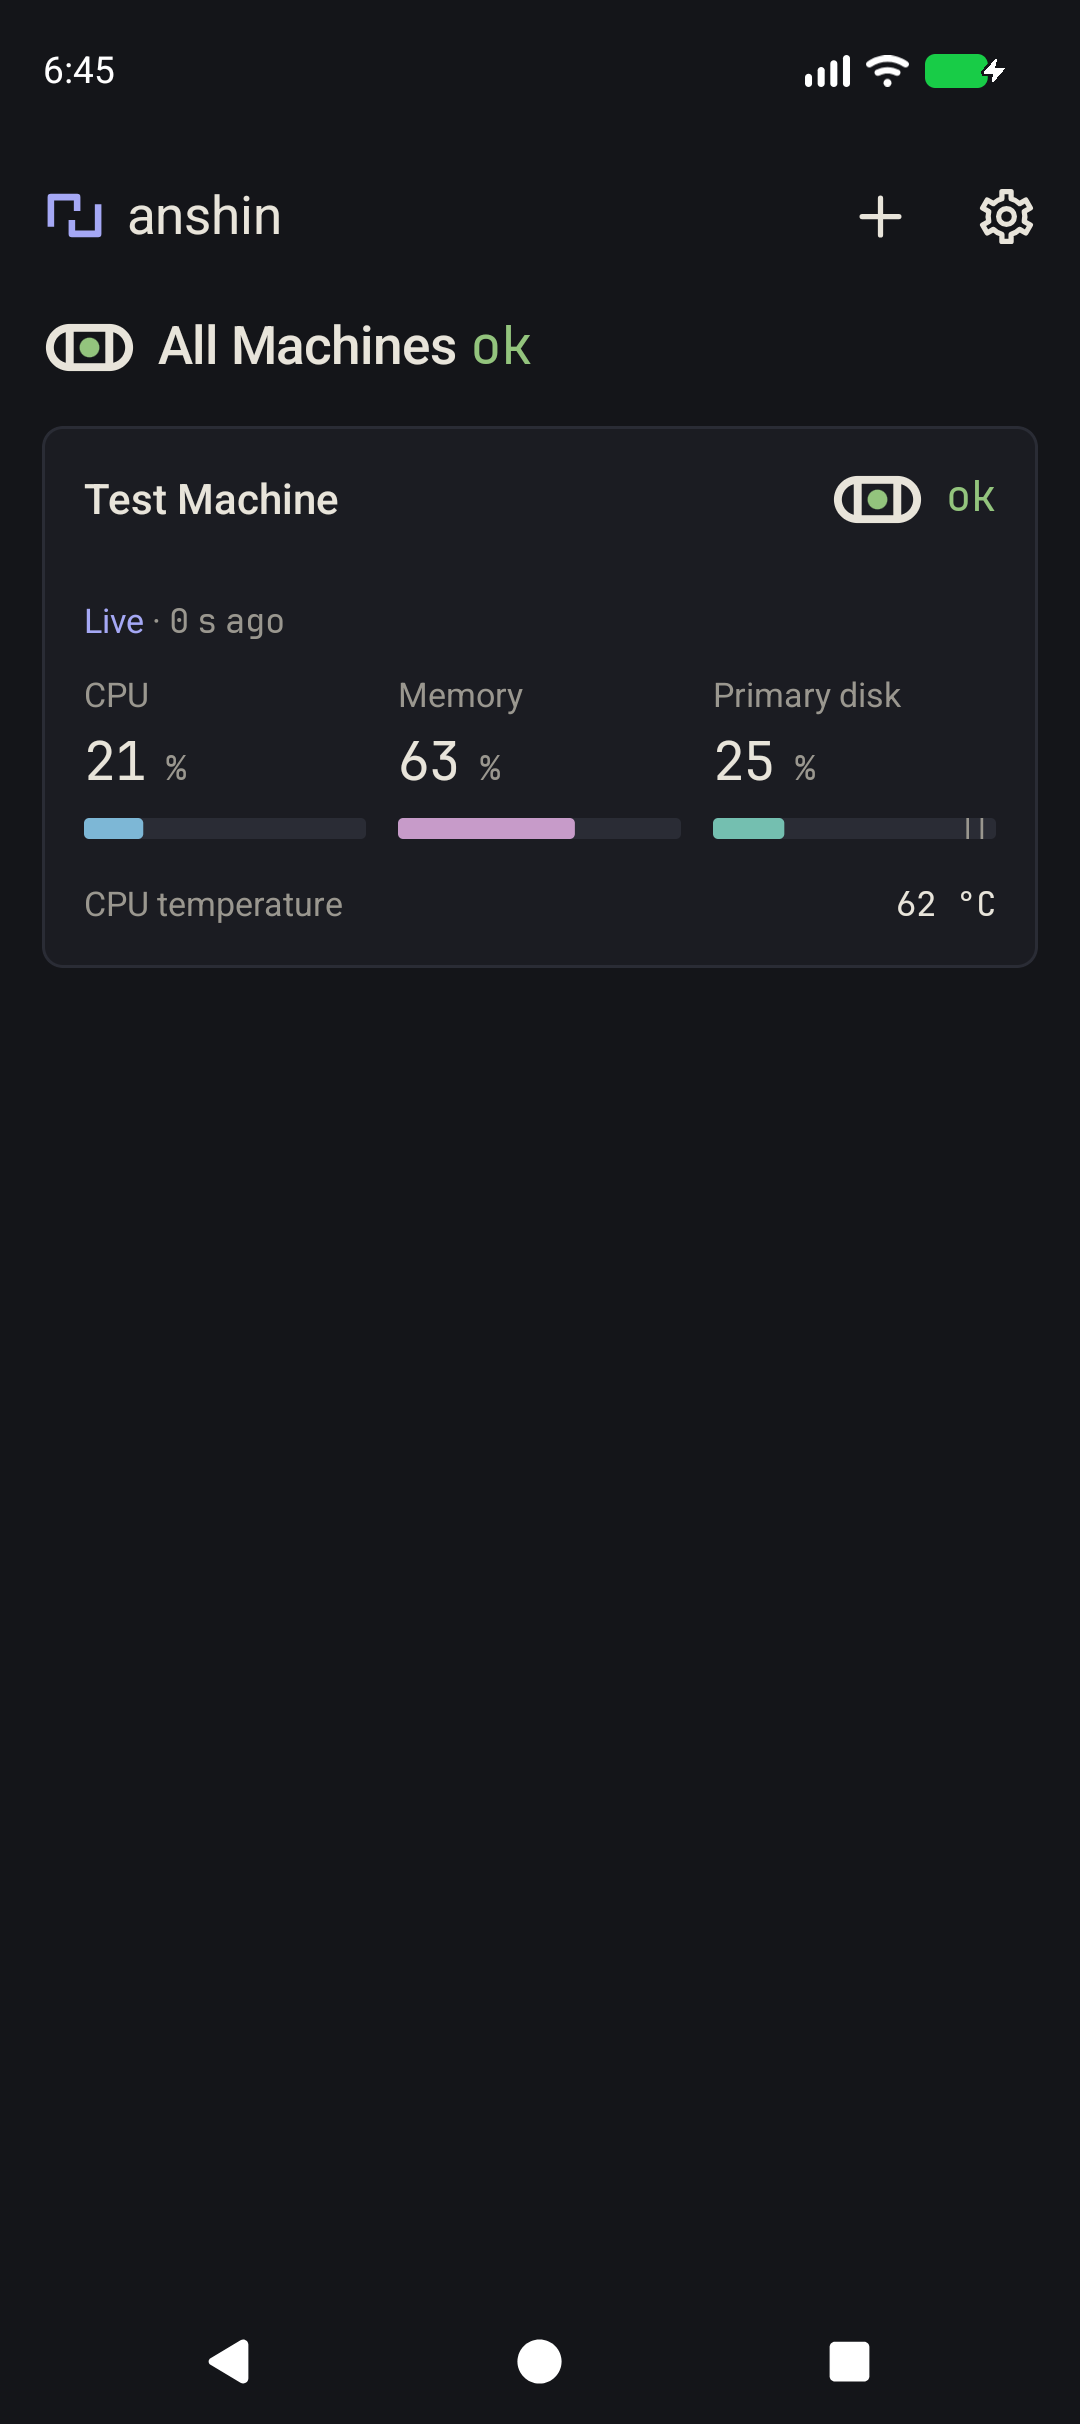 6:45
anshin
All Machines ok
Test Machine ok
Live · 0 s ago
CPU Memory Primary disk
21 % 63 % 25 %
CPU temperature 62 °C